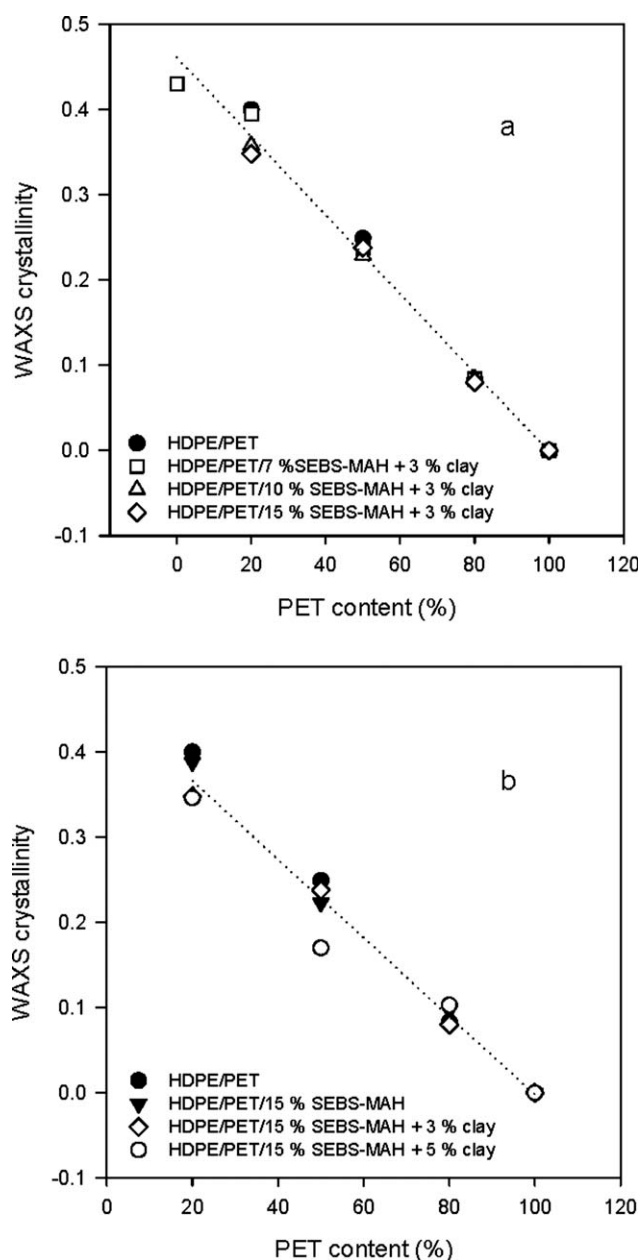 0.5
a
0.4
0.3
0.2
0.1
0.0
-0.1
WAXS crystallinity
HDPE/PET
HDPE/PET/7 %SEBS-MAH + 3 % clay
HDPE/PET/10 % SEBS-MAH + 3 % clay
HDPE/PET/15 % SEBS-MAH + 3 % clay
0 20 40 60 80 100 120
PET content (%)
0.5
b
0.4
0.3
0.2
0.1
0.0
-0.1
WAXS crystallinity
HDPE/PET
HDPE/PET/15 % SEBS-MAH
HDPE/PET/15 % SEBS-MAH + 3 % clay
HDPE/PET/15 % SEBS-MAH + 5 % clay
0 20 40 60 80 100 120
PET content (%)